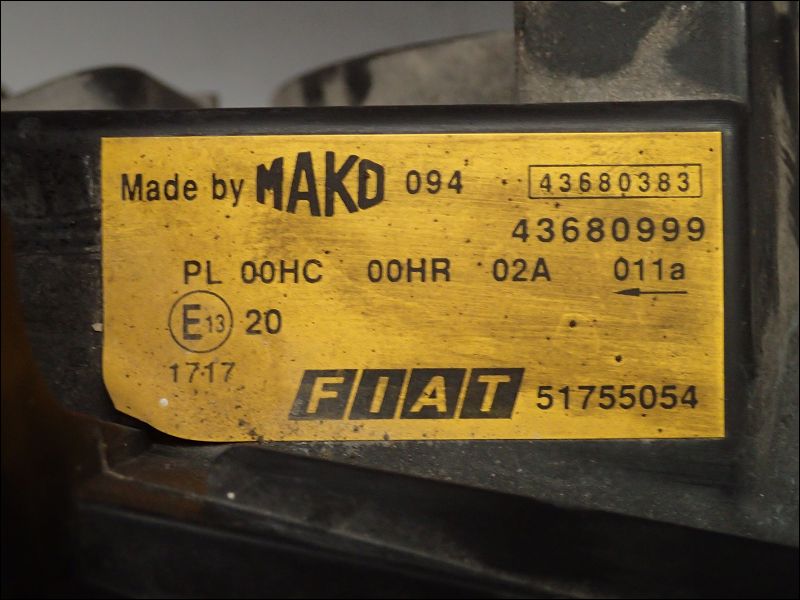 Made by MAKO 094 43680383
43680999
PL 00HC 00HR 02A 011a
E13 20
1717
FIAT 51755054